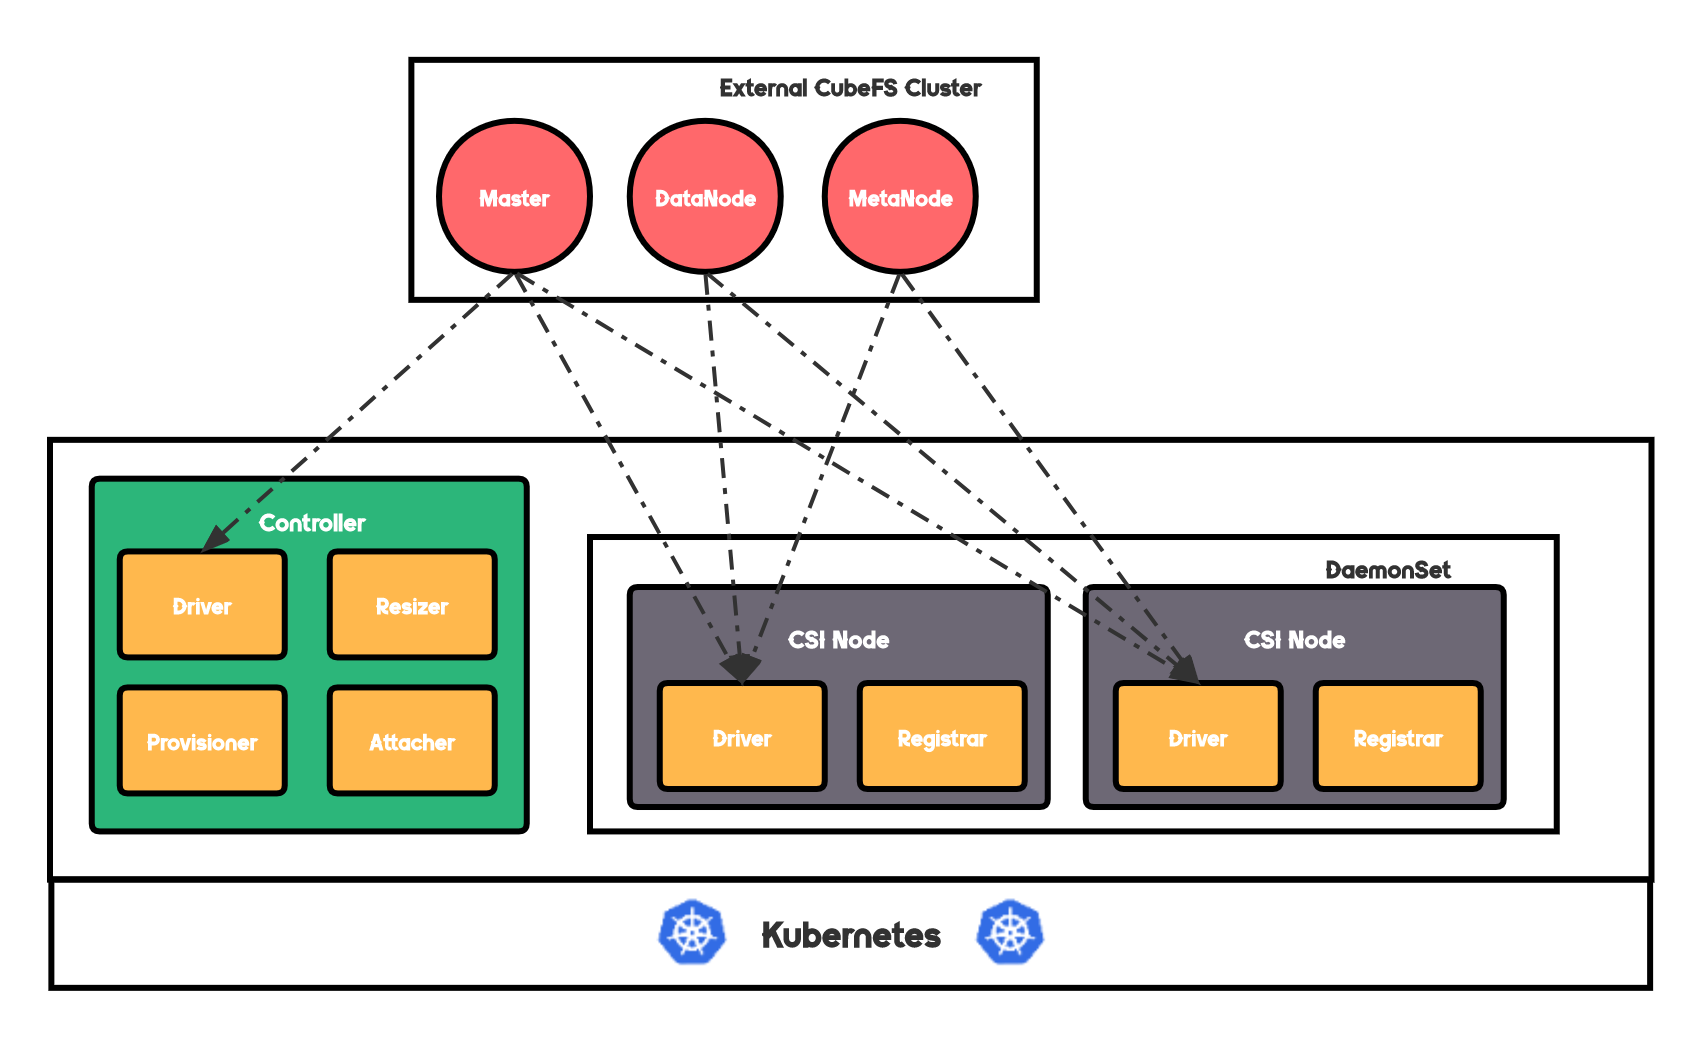 External CubeFS Cluster
Master
DataNode
MetaNode
Controller
Driver
Resizer
Provisioner
Attacher
DaemonSet
CSI Node
Driver
Registrar
CSI Node
Driver
Registrar
Kubernetes